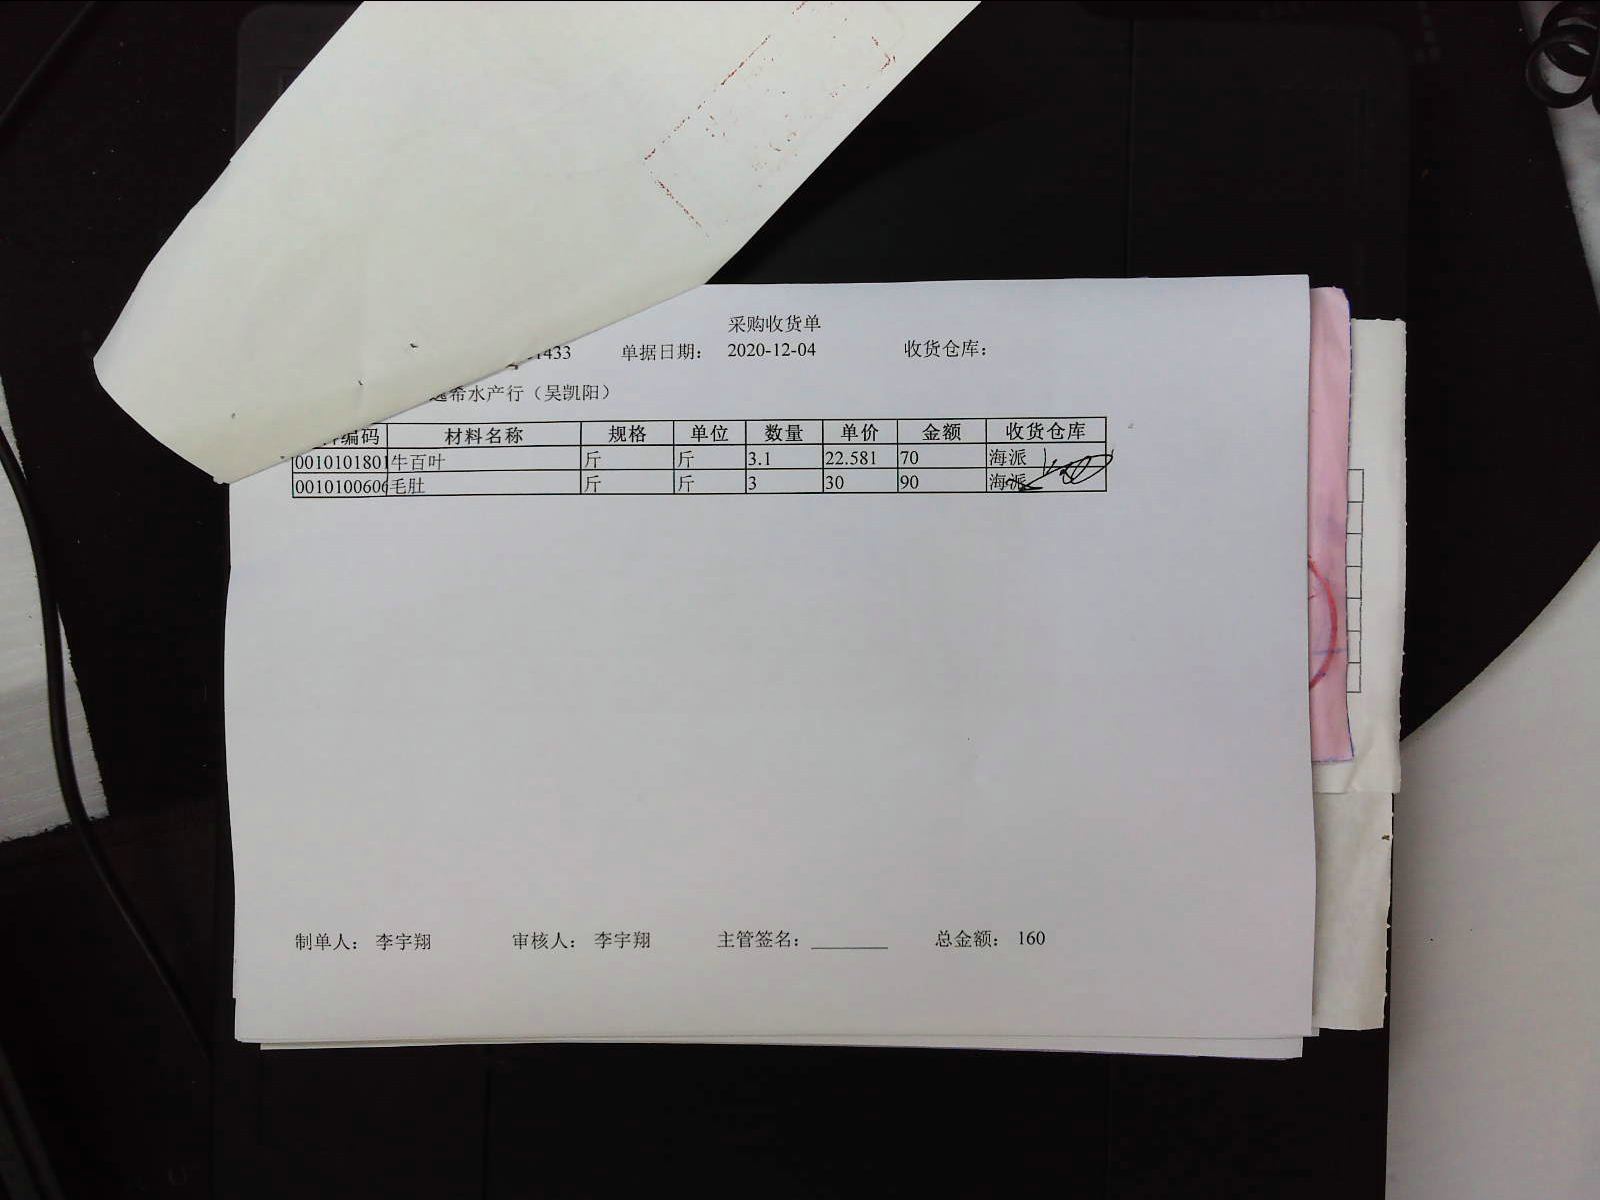 采购收货单
1433 单据日期: 2020-12-04 收货仓库:
逸希水产行（吴凯阳）
编码 材料名称 规格 单位 数量 单价 金额 收货仓库
0010101801 牛百叶 斤 斤 3.1 22.581 70 海派
0010100606 毛肚 斤 斤 3 30 90 海派
制单人: 李宇翔 审核人: 李宇翔 主管签名: 总金额: 160